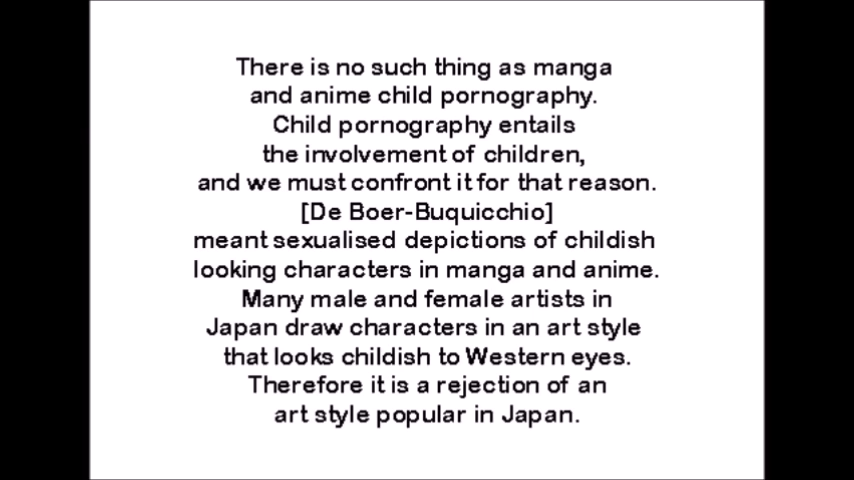 There is no such thing as manga
and anime child pornography.
Child pornography entails
the involvement of children,
and we must confront it for that reason.
[De Boer-Buquicchio]
meant sexualised depictions of childish
looking characters in manga and anime.
Many male and female artists in
Japan draw characters in an art style
that looks childish to Western eyes.
Therefore it is a rejection of an
art style popular in Japan.